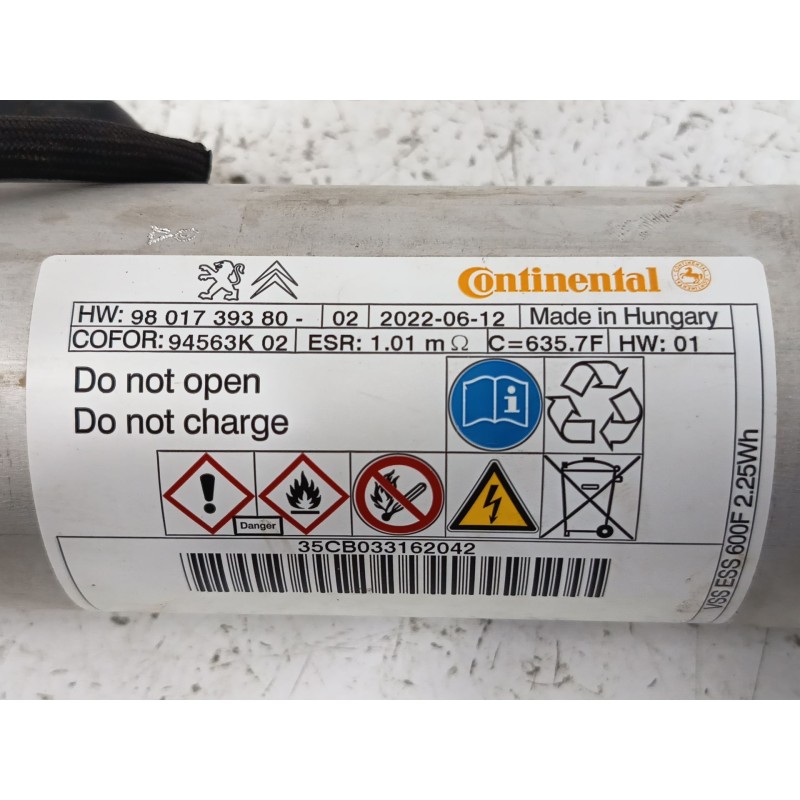 Continental
HW: 98 017 393 80 - 02 2022-06-12 Made in Hungary
COFOR: 94563K 02 ESR: 1.01 m Ω C=635.7F HW: 01
Do not open
Do not charge
Danger
35CB033162042
VSS ESS 600F 2.25Wh